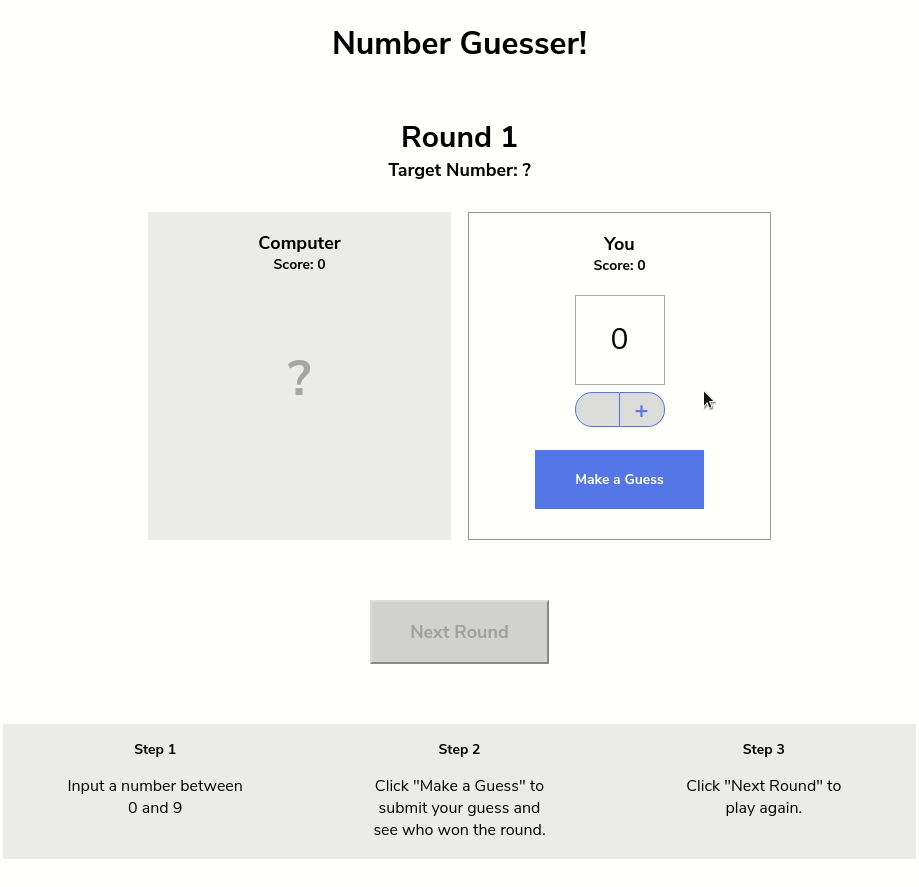 Number Guesser!
Round 1
Target Number: ?
Computer
Score: 0
?
You
Score: 0
0
+
Make a Guess
Next Round
Step 1
Input a number between
0 and 9
Step 2
Click "Make a Guess" to
submit your guess and
see who won the round.
Step 3
Click "Next Round" to
play again.